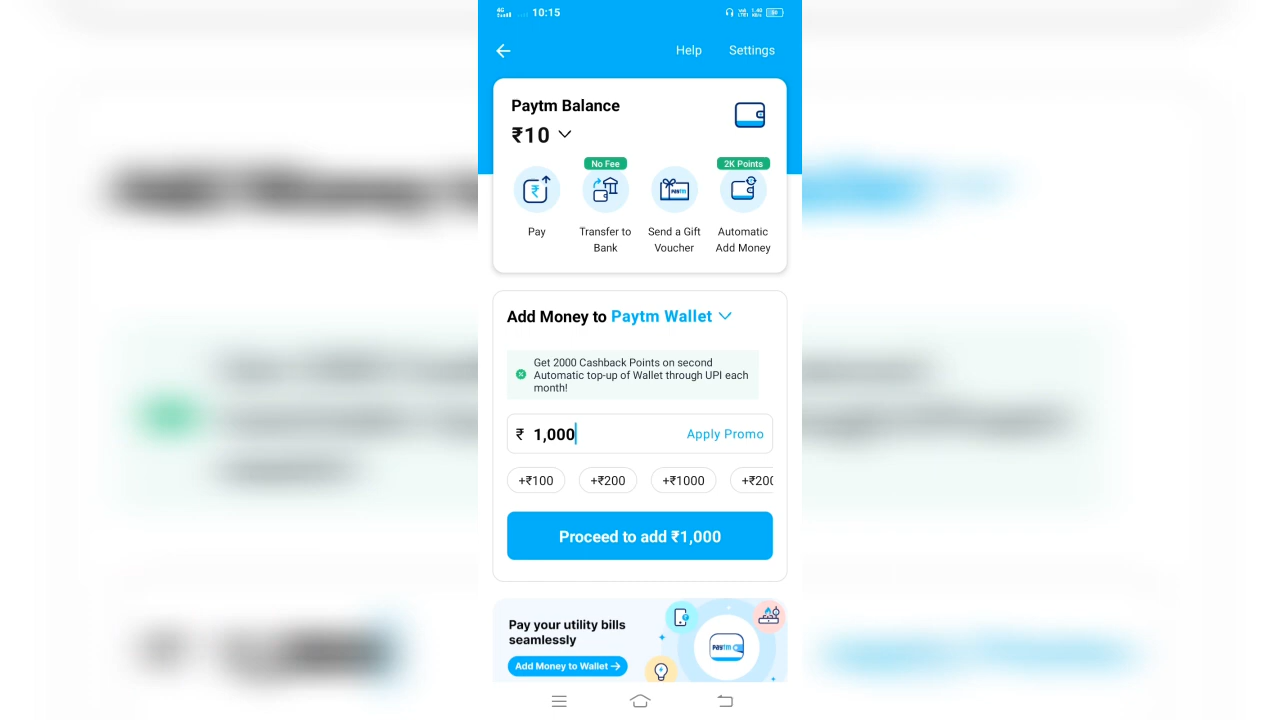 4G
10:15
Help
Settings
Paytm Balance
₹10
No Fee
2K Points
Pay
Transfer to
Bank
Send a Gift
Voucher
Automatic
Add Money
Add Money to Paytm Wallet
Get 2000 Cashback Points on second
Automatic top-up of Wallet through UPI each
month!
₹ 1,000
Apply Promo
+₹100
+₹200
+₹1000
+₹200
Proceed to add ₹1,000
Pay your utility bills
seamlessly
Add Money to Wallet →
paytm